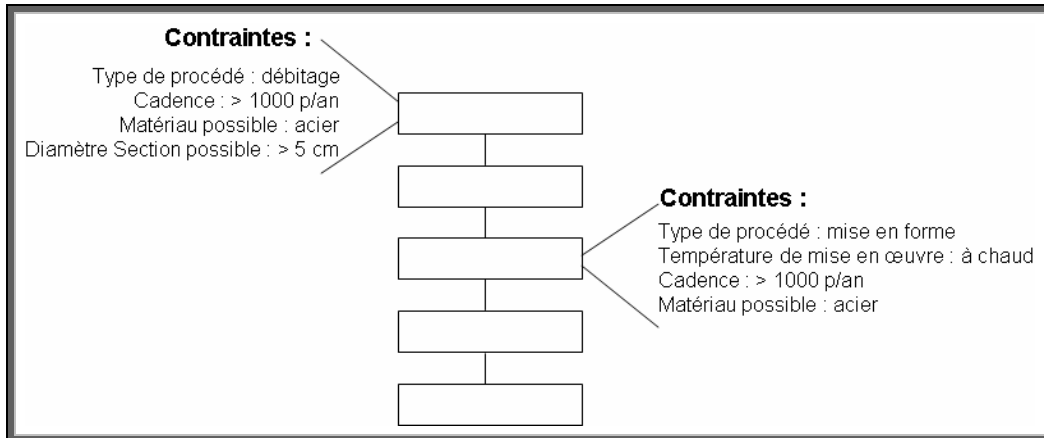 Contraintes :
Type de procédé : débitage
Cadence : > 1000 p/an
Matériau possible : acier
Diamètre Section possible : > 5 cm
Contraintes :
Type de procédé : mise en forme
Température de mise en œuvre : à chaud
Cadence : > 1000 p/an
Matériau possible : acier